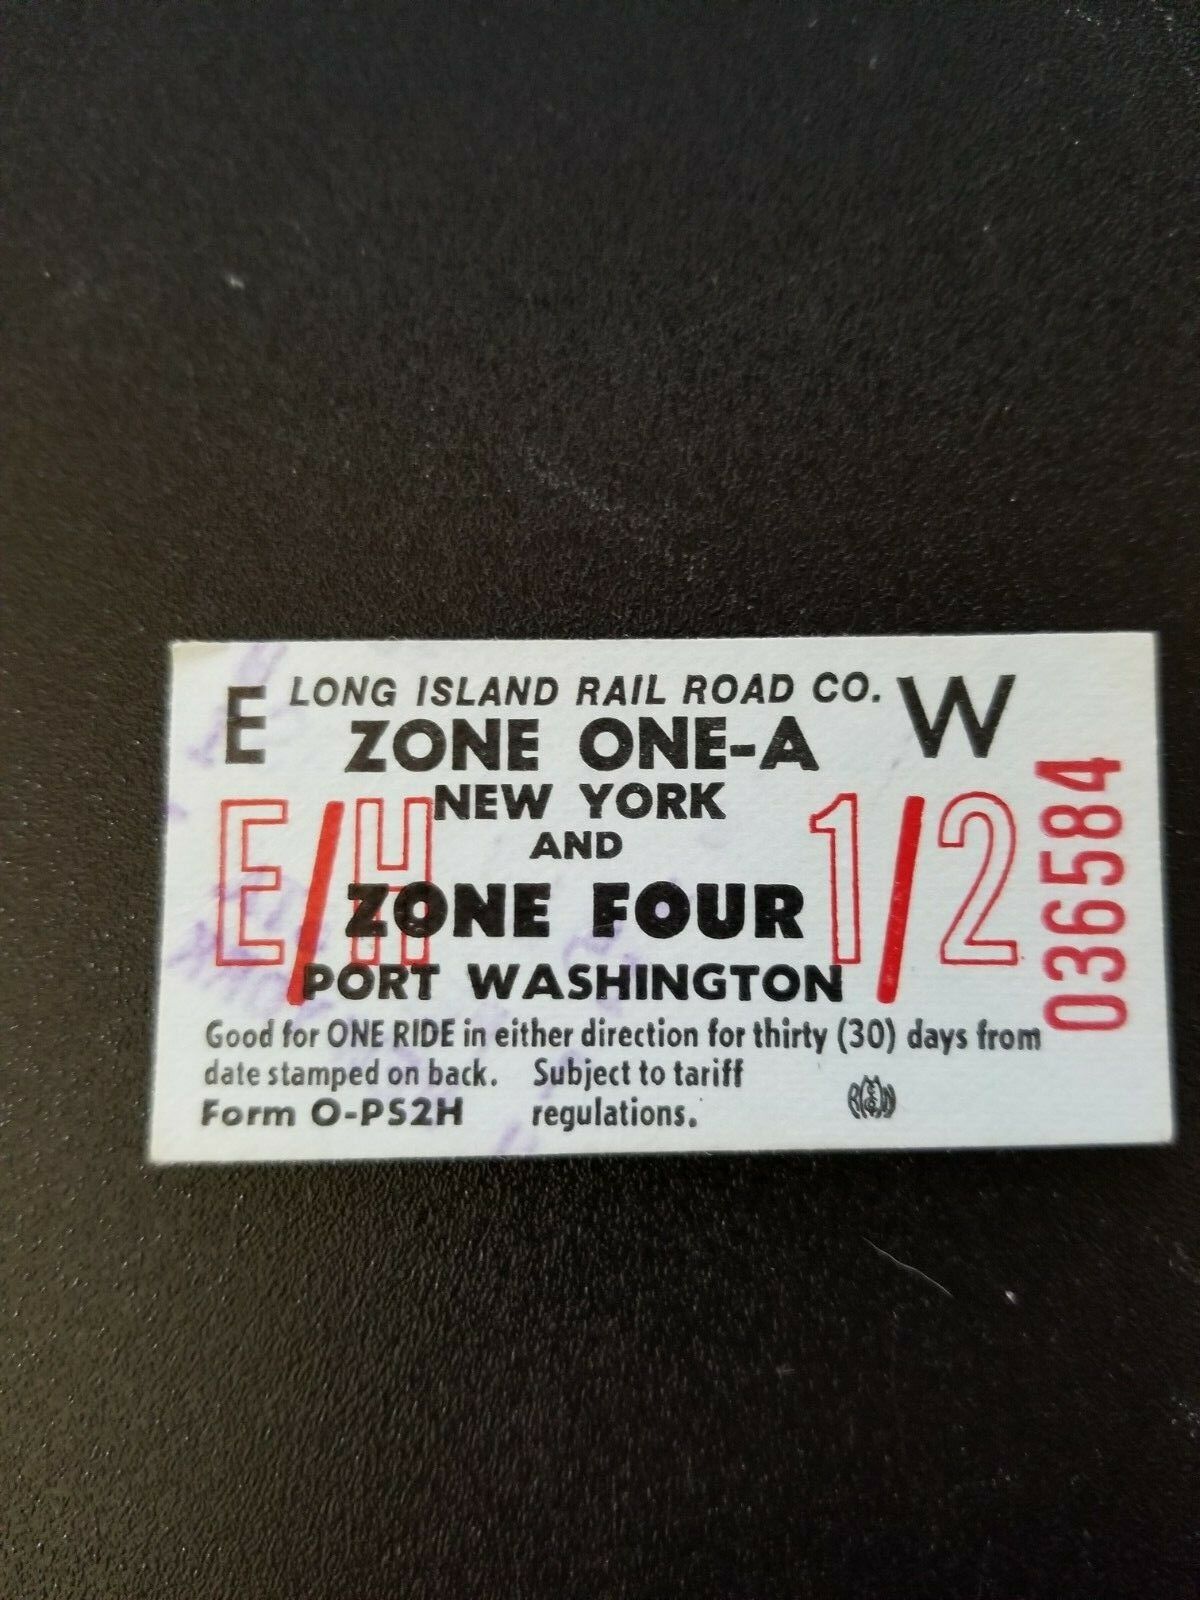 E LONG ISLAND RAIL ROAD CO. W
ZONE ONE-A
NEW YORK
AND
E/H 1/2
ZONE FOUR
PORT WASHINGTON
Good for ONE RIDE in either direction for thirty (30) days from
date stamped on back. Subject to tariff
Form O-PS2H regulations.
036584